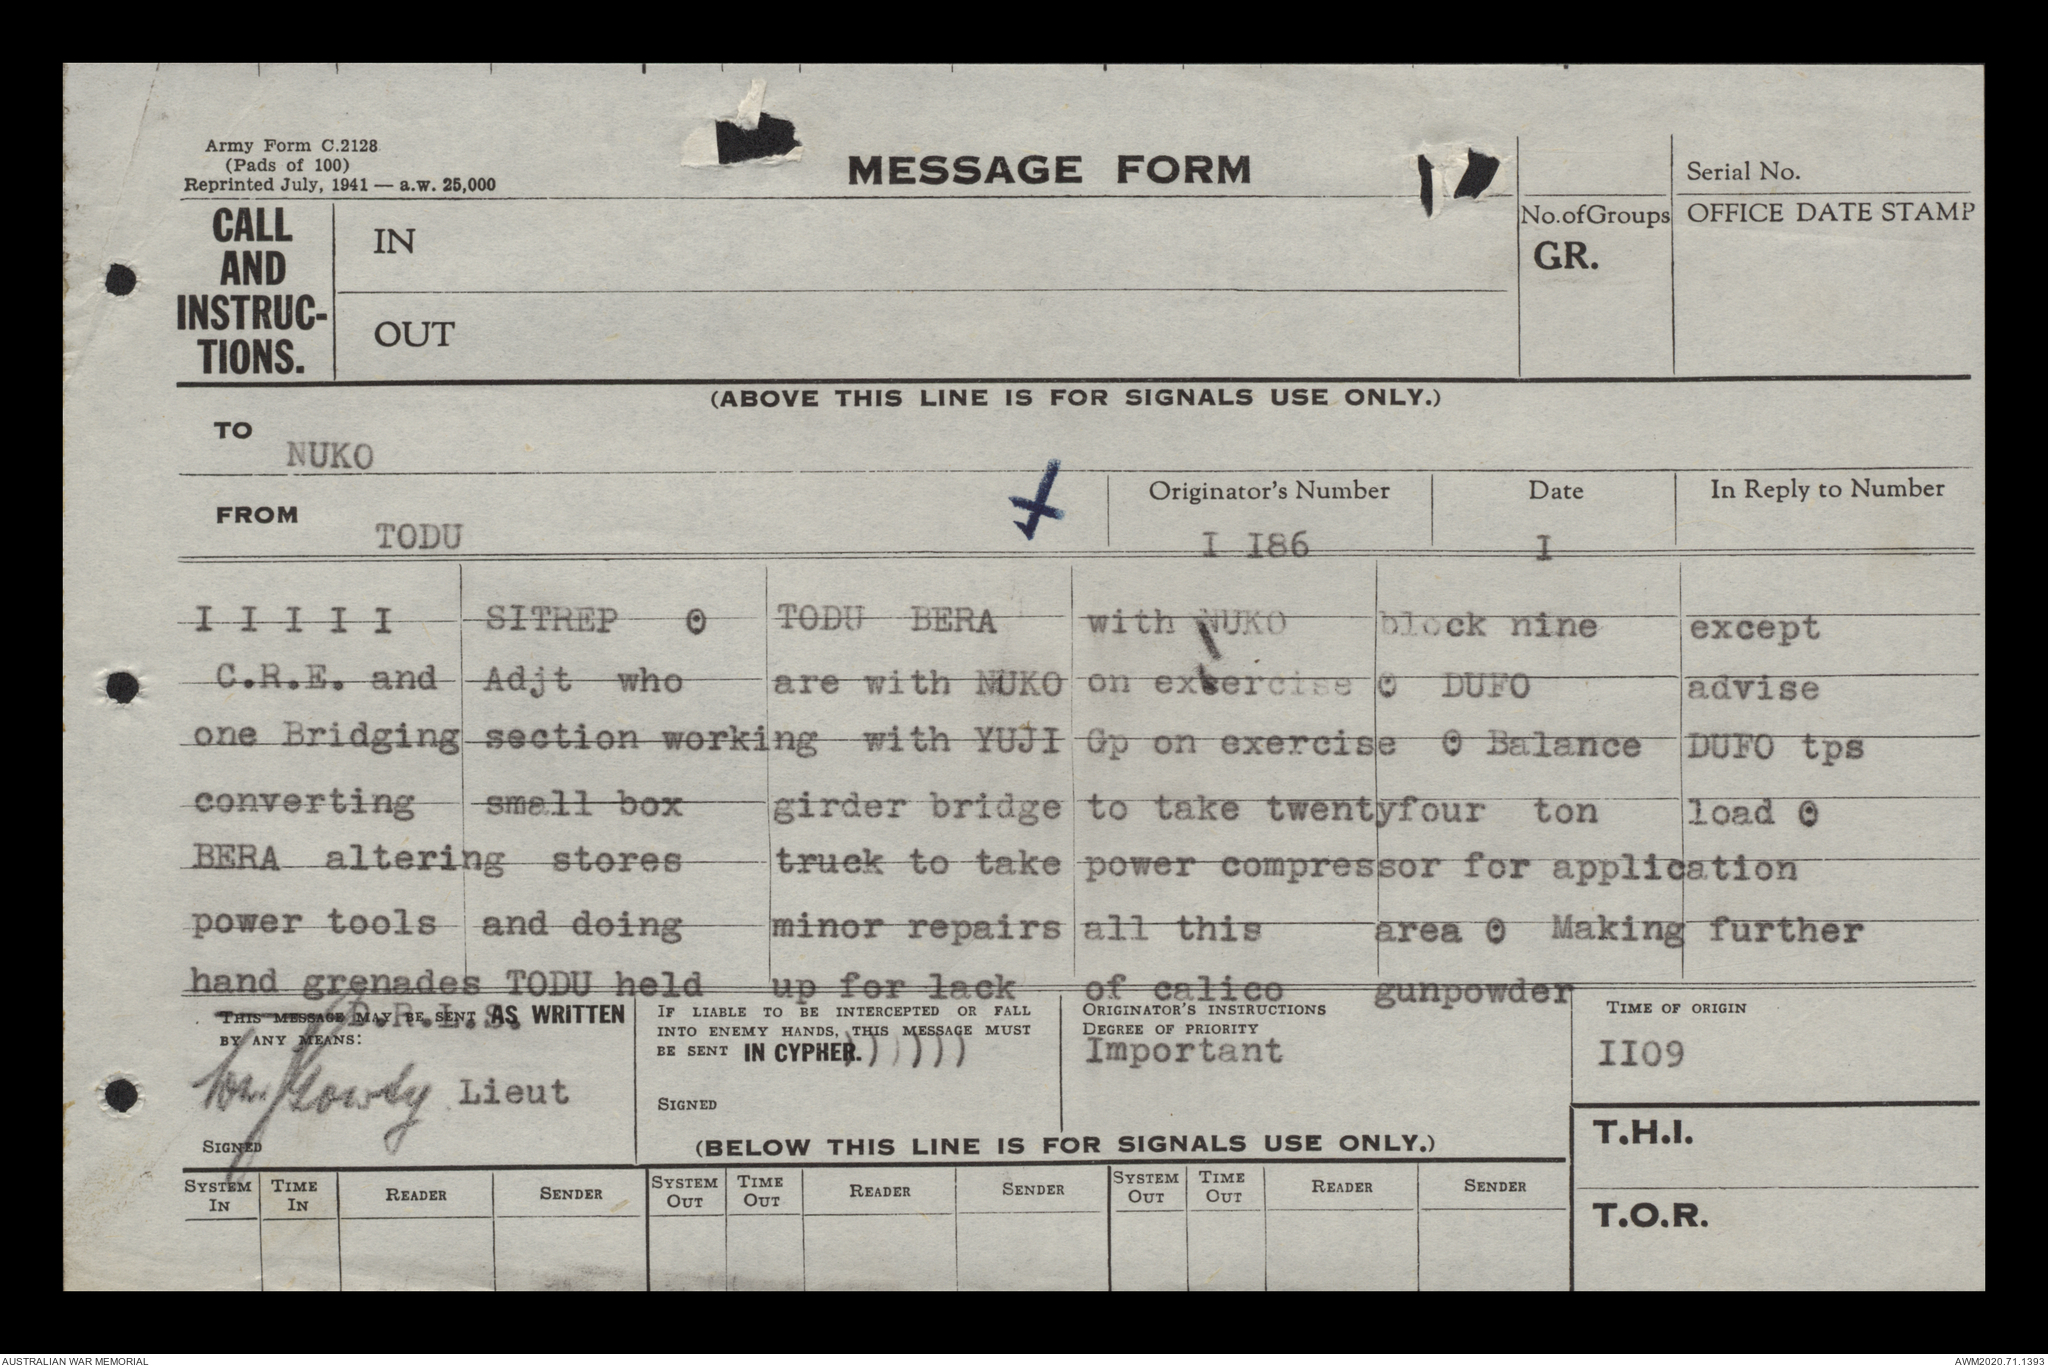 Army Form C.2128
(Pads of 100)
Reprinted July, 1941 — a.w. 25,000
MESSAGE FORM
Serial No.
CALL
AND
INSTRUC-
TIONS.
IN
OUT
No.ofGroups
GR.
OFFICE DATE STAMP
(ABOVE THIS LINE IS FOR SIGNALS USE ONLY.)
TO
NUKO
FROM
TODU
Originator's Number
I I86
Date
I
In Reply to Number
I I I I I SITREP ⊙ TODU BERA with NUKO block nine except
C.R.E. and Adjt who are with NUKO on exercise ⊙ DUFO advise
one Bridging section working with YUJI Gp on exercise ⊙ Balance DUFO tps
converting small box girder bridge to take twentyfour ton load ⊙
BERA altering stores truck to take power compressor for application
power tools and doing minor repairs all this area ⊙ Making further
hand grenades TODU held up for lack of calico gunpowder
THIS MESSAGE MAY BE SENT AS WRITTEN
BY ANY MEANS:
D.R.L.S.
Lieut
SIGNED
IF LIABLE TO BE INTERCEPTED OR FALL
INTO ENEMY HANDS, THIS MESSAGE MUST
BE SENT IN CYPHER. ) ) ) ) ) )
SIGNED
ORIGINATOR'S INSTRUCTIONS
DEGREE OF PRIORITY
Important
TIME OF ORIGIN
II09
(BELOW THIS LINE IS FOR SIGNALS USE ONLY.)
T.H.I.
T.O.R.
SYSTEM IN TIME IN READER SENDER SYSTEM OUT TIME OUT READER SENDER SYSTEM OUT TIME OUT READER SENDER
AUSTRALIAN WAR MEMORIAL
AWM2020.71.1393